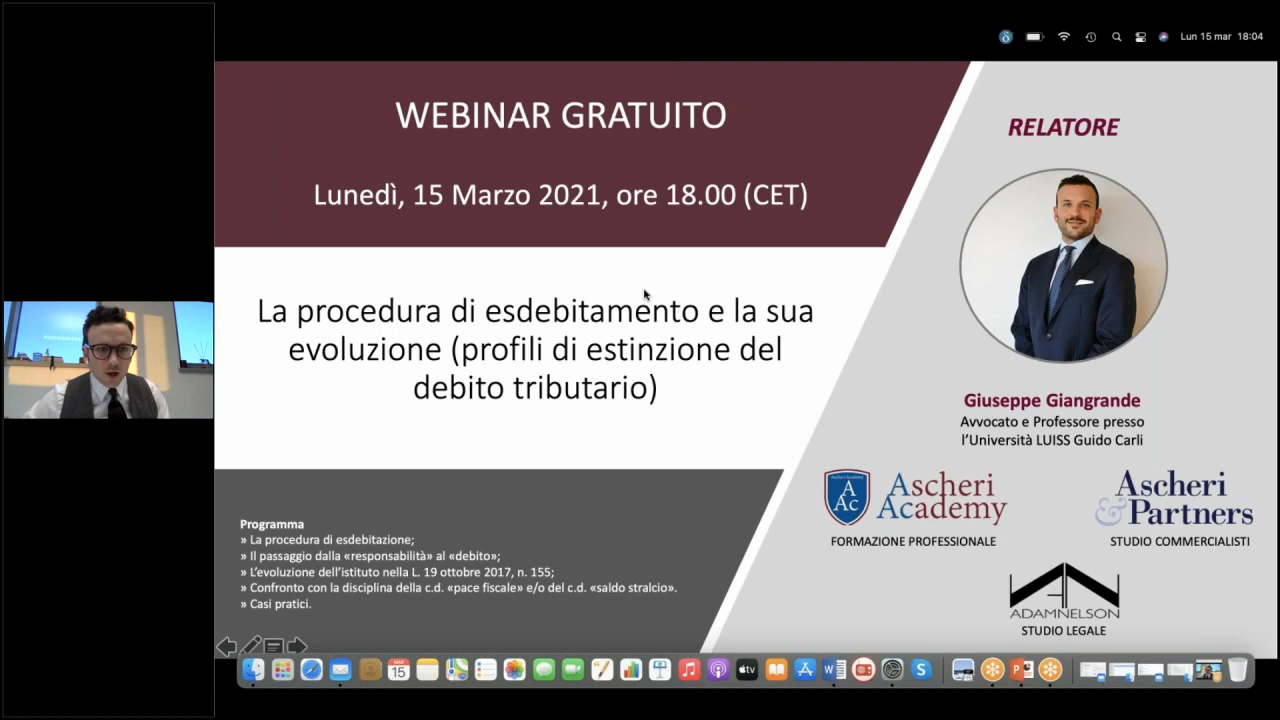 Lun 15 mar 18:04
WEBINAR GRATUITO
Lunedì, 15 Marzo 2021, ore 18.00 (CET)
La procedura di esdebitamento e la sua
evoluzione (profili di estinzione del
debito tributario)
Programma
» La procedura di esdebitazione;
» Il passaggio dalla «responsabilità» al «debito»;
» L'evoluzione dell'istituto nella L. 19 ottobre 2017, n. 155;
» Confronto con la disciplina della c.d. «pace fiscale» e/o del c.d. «saldo stralcio».
» Casi pratici.
RELATORE
Giuseppe Giangrande
Avvocato e Professore presso
l'Università LUISS Guido Carli
A
Ac
Ascheri
Academy
FORMAZIONE PROFESSIONALE
Ascheri
& Partners
STUDIO COMMERCIALISTI
ADAMNELSON
STUDIO LEGALE
15
tv
W
S
P